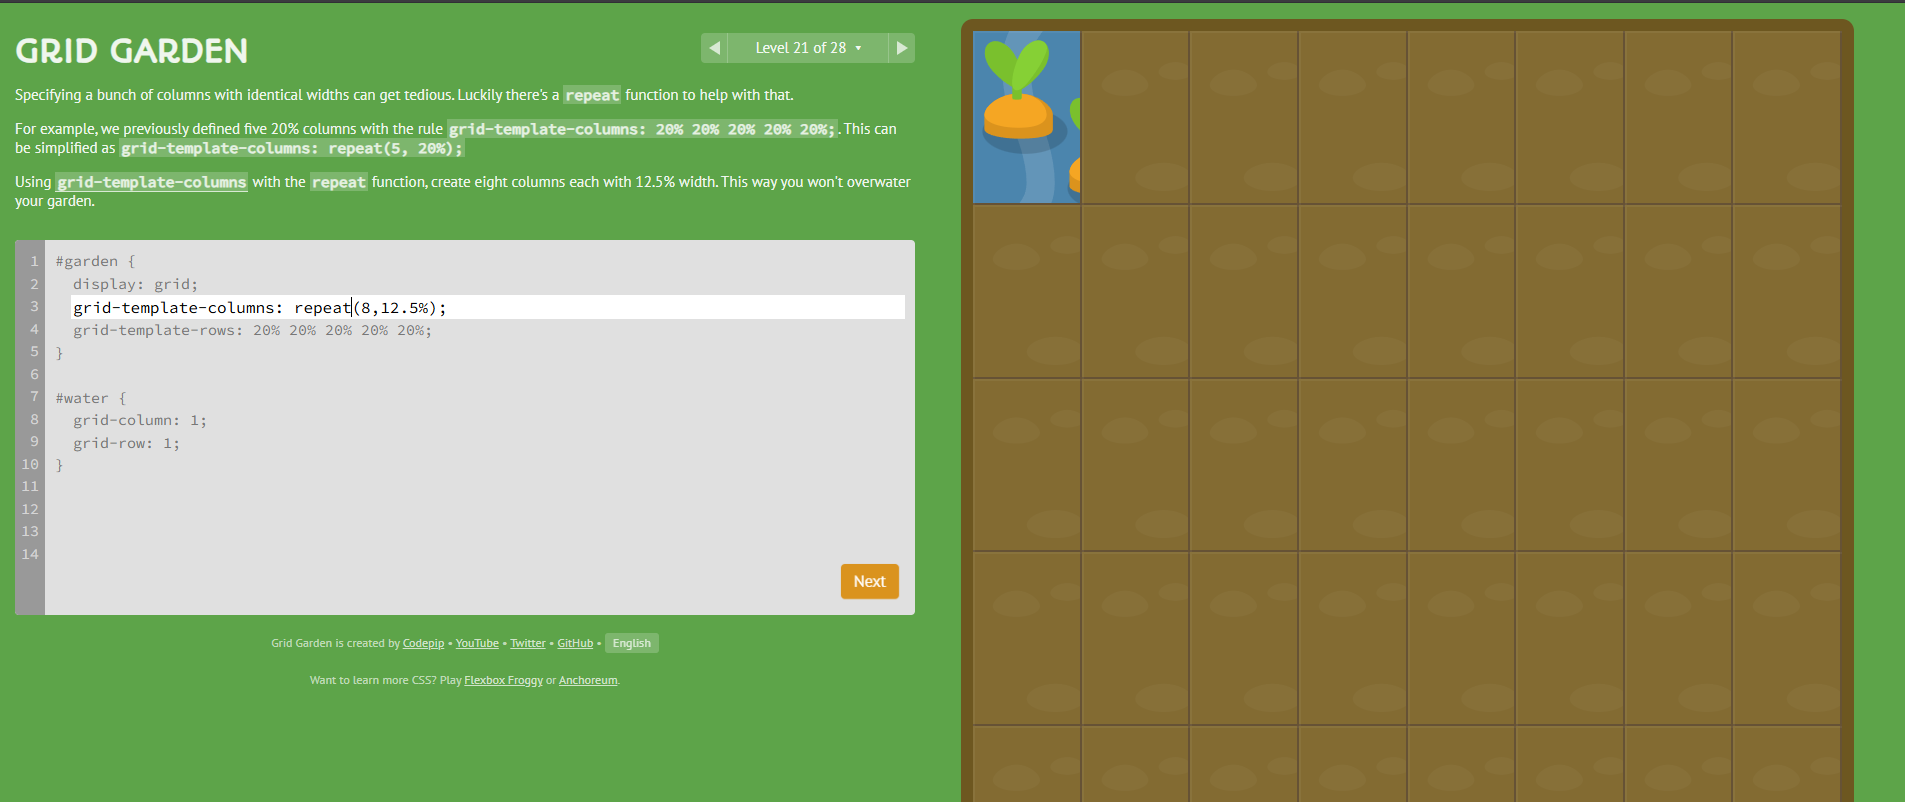 GRID GARDEN
Level 21 of 28
Specifying a bunch of columns with identical widths can get tedious. Luckily there's a repeat function to help with that.
For example, we previously defined five 20% columns with the rule grid-template-columns: 20% 20% 20% 20% 20%;. This can
be simplified as grid-template-columns: repeat(5, 20%);
Using grid-template-columns with the repeat function, create eight columns each with 12.5% width. This way you won't overwater
your garden.
1 #garden {
2 display: grid;
3 grid-template-columns: repeat(8,12.5%);
4 grid-template-rows: 20% 20% 20% 20% 20%;
5 }
6
7 #water {
8 grid-column: 1;
9 grid-row: 1;
10 }
11
12
13
14
Next
Grid Garden is created by Codepip • YouTube • Twitter • GitHub • English
Want to learn more CSS? Play Flexbox Froggy or Anchoreum.